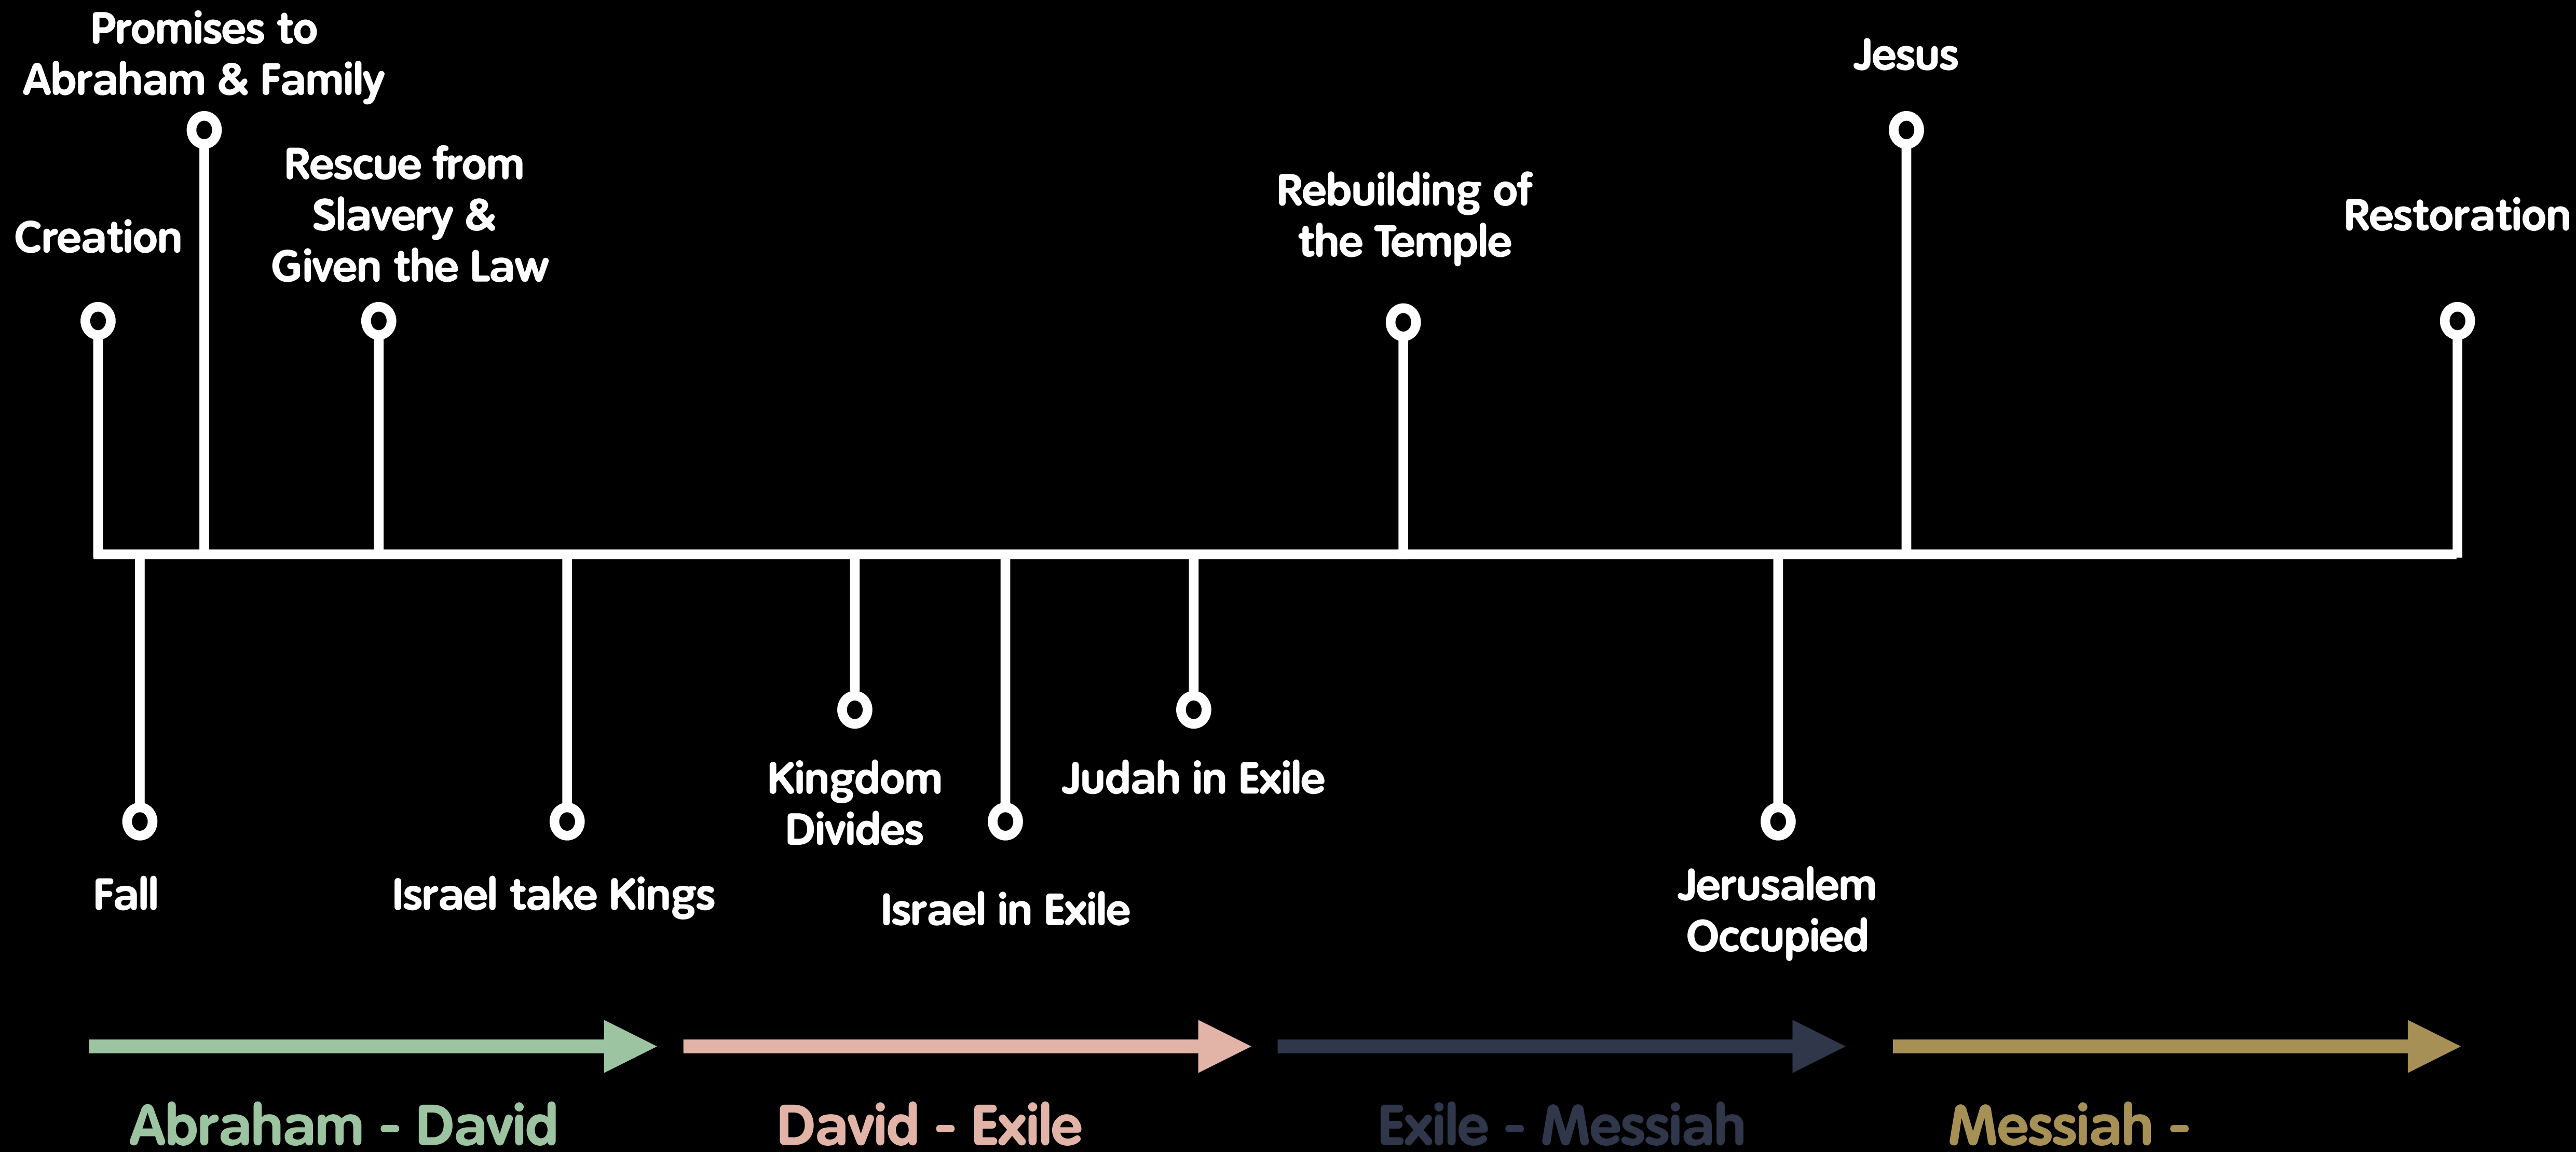 Promises to
Abraham & Family
Jesus
Rescue from
Slavery &
Given the Law
Creation
Rebuilding of
the Temple
Restoration
Kingdom
Divides
Judah in Exile
Fall
Israel take Kings
Israel in Exile
Jerusalem
Occupied
Abraham - David
David - Exile
Exile - Messiah
Messiah -